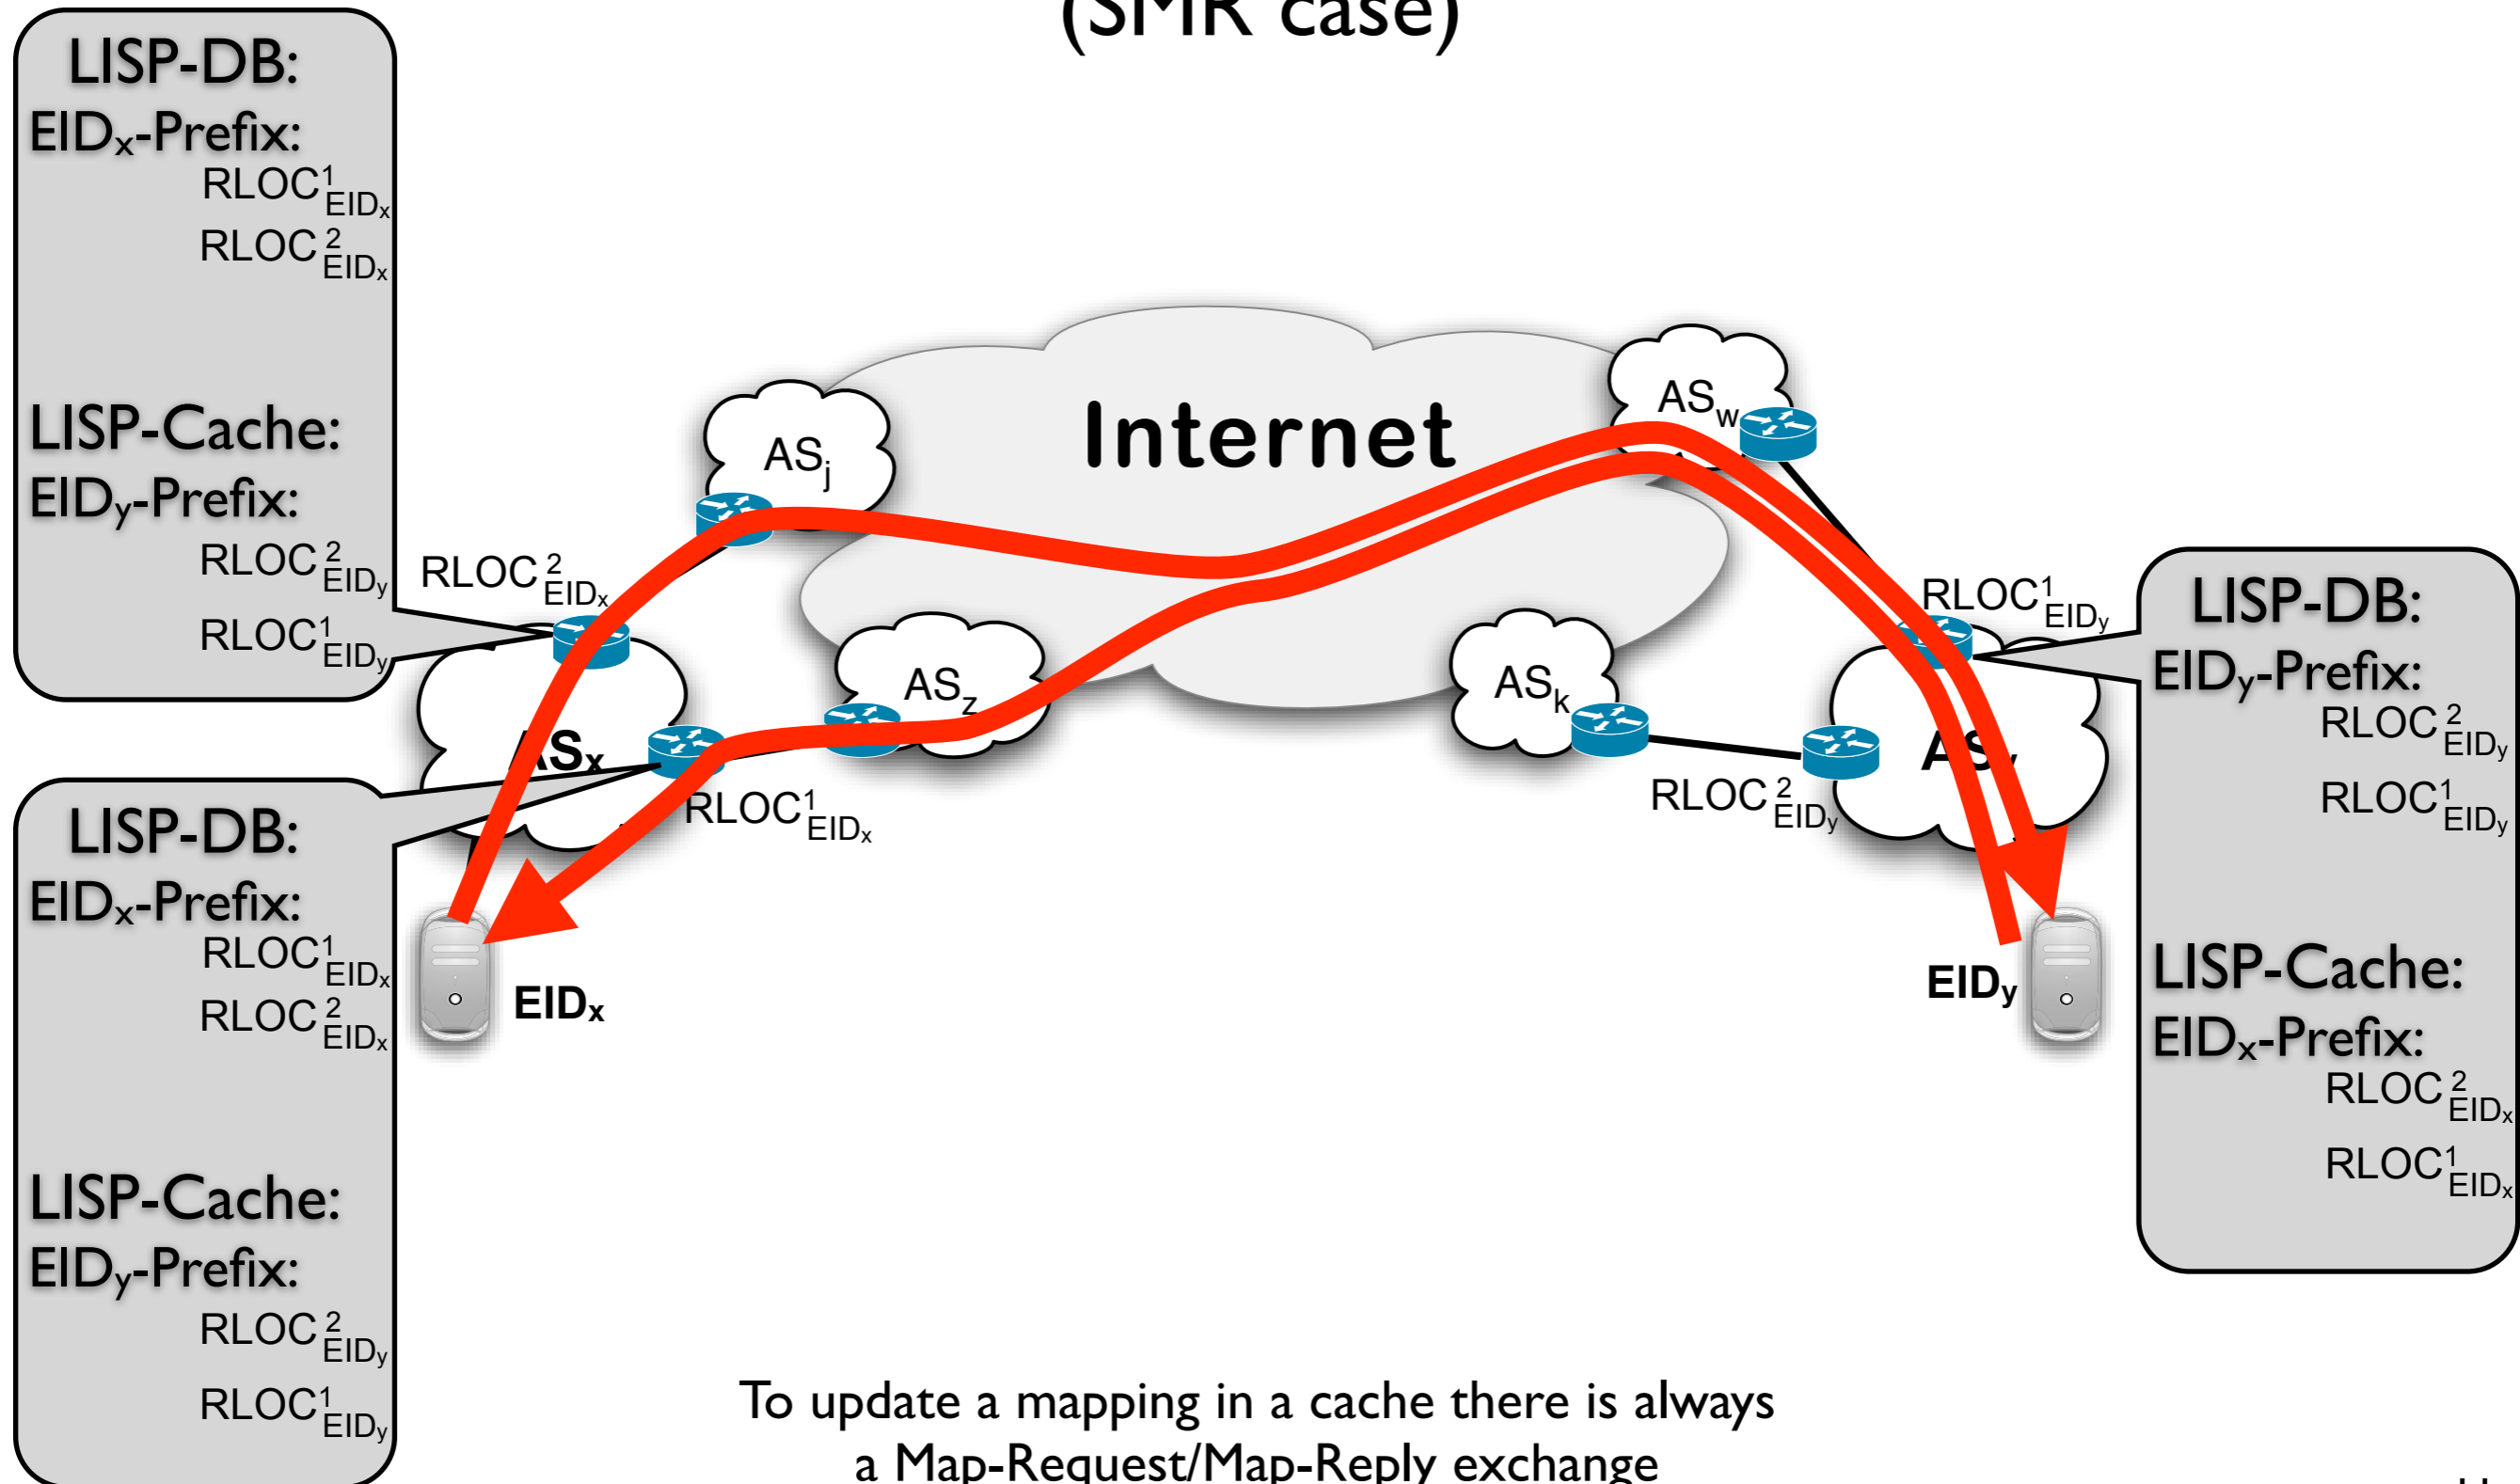 (SMR case)
LISP-DB:
EIDx-Prefix:
RLOC1EIDx
RLOC2EIDx
LISP-Cache:
EIDy-Prefix:
RLOC2EIDy
RLOC1EIDy
LISP-DB:
EIDx-Prefix:
RLOC1EIDx
RLOC2EIDx
LISP-Cache:
EIDy-Prefix:
RLOC2EIDy
RLOC1EIDy
Internet
ASj
ASw
RLOC2EIDx
ASz
ASk
RLOC1EIDy
ASx
RLOC1EIDx
RLOC2EIDy
EIDx
EIDy
LISP-DB:
EIDy-Prefix:
RLOC2EIDy
RLOC1EIDy
LISP-Cache:
EIDx-Prefix:
RLOC2EIDx
RLOC1EIDx
To update a mapping in a cache there is always
a Map-Request/Map-Reply exchange